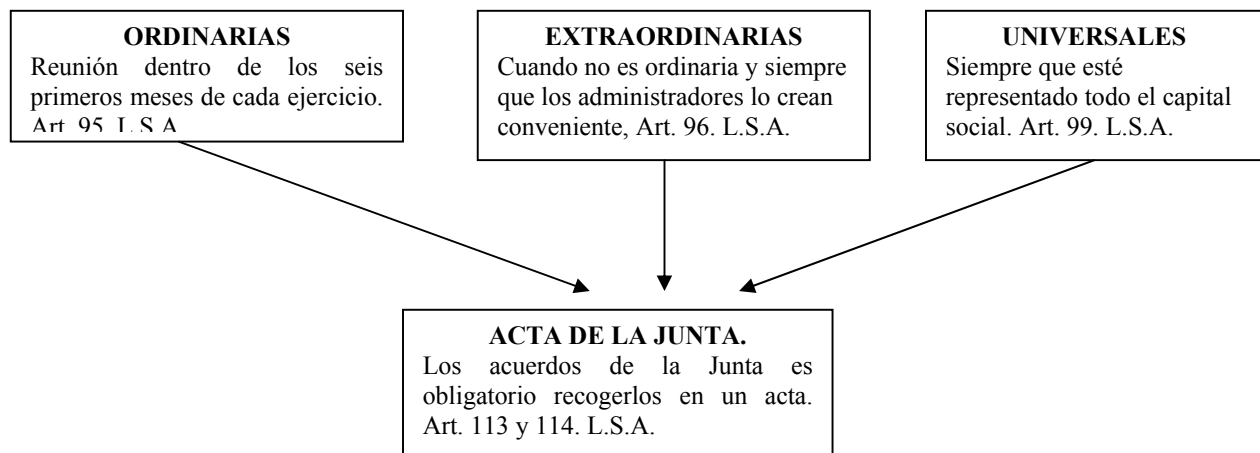 ORDINARIAS
Reunión dentro de los seis
primeros meses de cada ejercicio.
Art. 95. L.S.A
EXTRAORDINARIAS
Cuando no es ordinaria y siempre
que los administradores lo crean
conveniente, Art. 96. L.S.A.
UNIVERSALES
Siempre que esté
representado todo el capital
social. Art. 99. L.S.A.
ACTA DE LA JUNTA.
Los acuerdos de la Junta es
obligatorio recogerlos en un acta.
Art. 113 y 114. L.S.A.